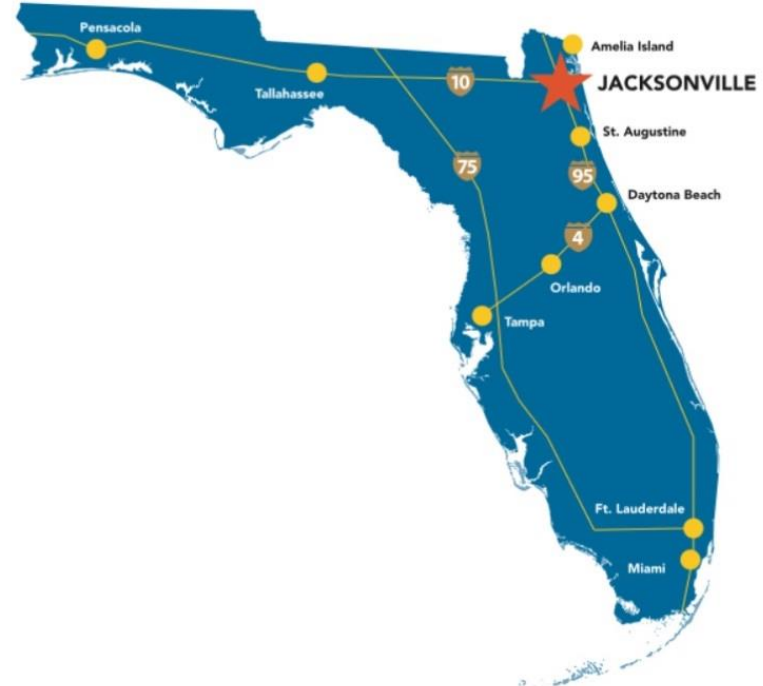 Pensacola
Amelia Island
Tallahassee
10
JACKSONVILLE
St. Augustine
75
95
Daytona Beach
4
Orlando
Tampa
Ft. Lauderdale
Miami